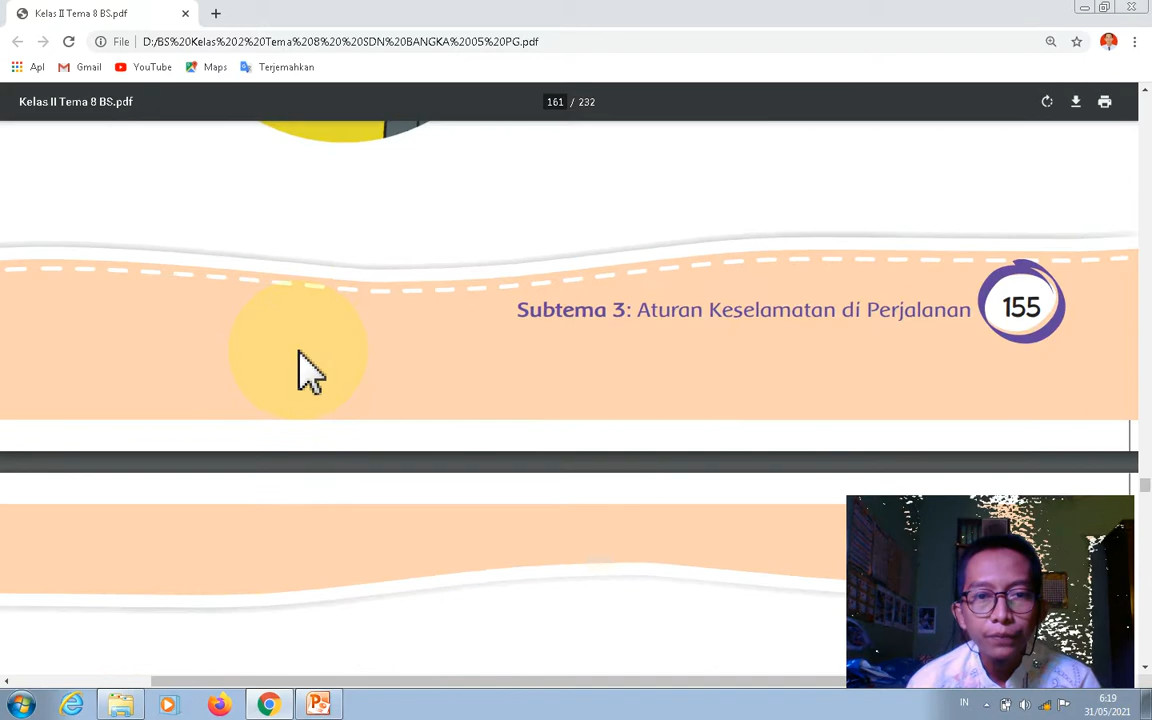 Kelas II Tema 8 BS.pdf
File
D:/BS%20Kelas%202%20Tema%208%20%20SDN%20BANGKA%2005%20PG.pdf
Apl
Gmail
YouTube
Maps
Terjemahkan
Kelas II Tema 8 BS.pdf
161 / 232
Subtema 3: Aturan Keselamatan di Perjalanan
155
IN
6:19
31/05/2021